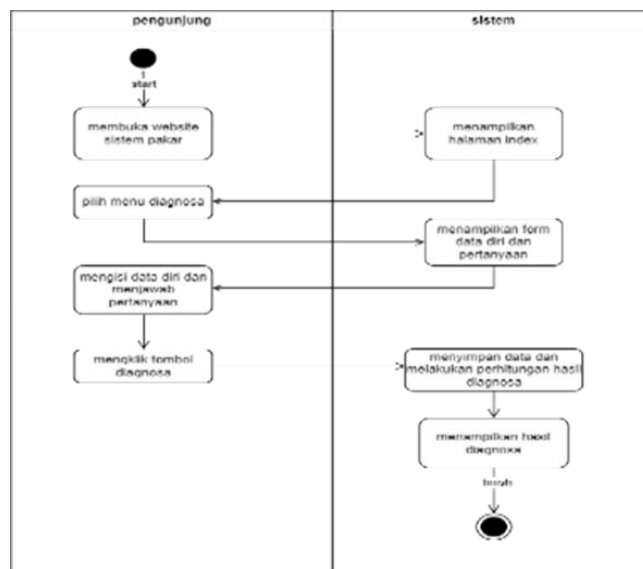 pengunjung
sistem
start
membuka website
sistem pakar
menampilkan
halaman index
pilih menu diagnosa
menampilkan form
data diri dan
pertanyaan
mengisi data diri dan
menjawab
pertanyaan
mengklik tombol
diagnosa
menyimpan data dan
melakukan perhitungan hasil
diagnosa
menampilkan hasil
diagnosa
finish